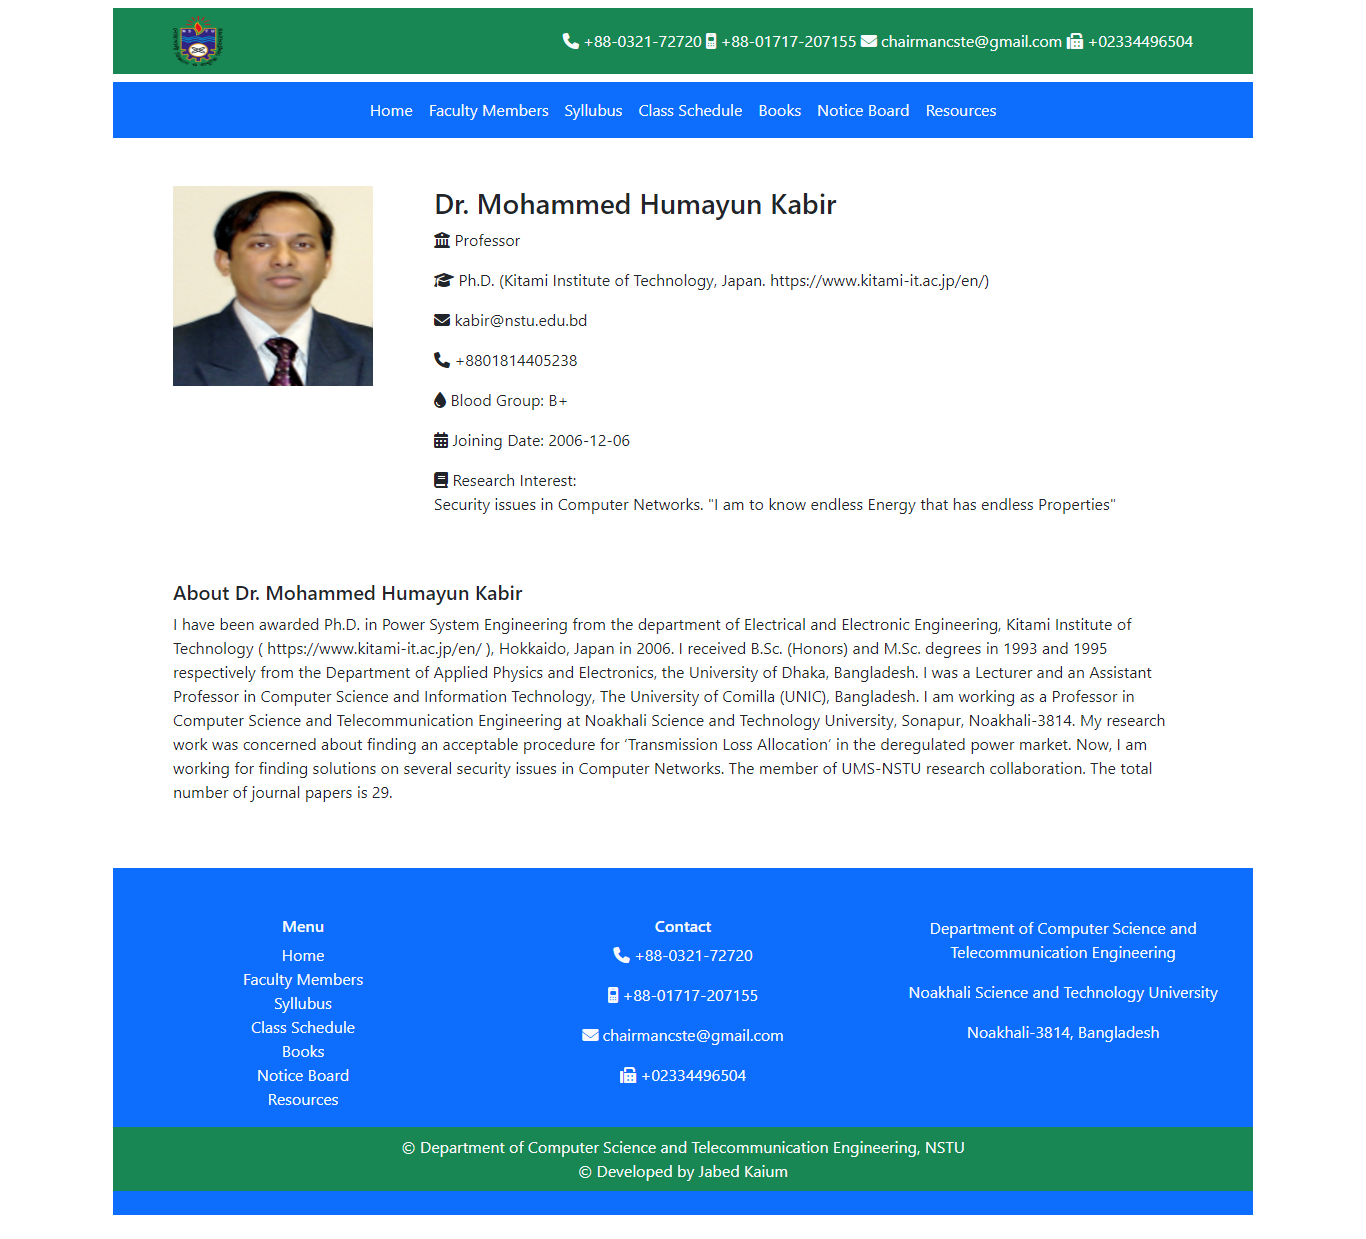 +88-0321-72720 +88-01717-207155 chairmancste@gmail.com +02334496504
Home Faculty Members Syllubus Class Schedule Books Notice Board Resources
Dr. Mohammed Humayun Kabir
Professor
Ph.D. (Kitami Institute of Technology, Japan. https://www.kitami-it.ac.jp/en/)
kabir@nstu.edu.bd
+8801814405238
Blood Group: B+
Joining Date: 2006-12-06
Research Interest:
Security issues in Computer Networks. "I am to know endless Energy that has endless Properties"
About Dr. Mohammed Humayun Kabir
I have been awarded Ph.D. in Power System Engineering from the department of Electrical and Electronic Engineering, Kitami Institute of
Technology ( https://www.kitami-it.ac.jp/en/ ), Hokkaido, Japan in 2006. I received B.Sc. (Honors) and M.Sc. degrees in 1993 and 1995
respectively from the Department of Applied Physics and Electronics, the University of Dhaka, Bangladesh. I was a Lecturer and an Assistant
Professor in Computer Science and Information Technology, The University of Comilla (UNIC), Bangladesh. I am working as a Professor in
Computer Science and Telecommunication Engineering at Noakhali Science and Technology University, Sonapur, Noakhali-3814. My research
work was concerned about finding an acceptable procedure for ‘Transmission Loss Allocation’ in the deregulated power market. Now, I am
working for finding solutions on several security issues in Computer Networks. The member of UMS-NSTU research collaboration. The total
number of journal papers is 29.
Menu
Home
Faculty Members
Syllubus
Class Schedule
Books
Notice Board
Resources
Contact
+88-0321-72720
+88-01717-207155
chairmancste@gmail.com
+02334496504
Department of Computer Science and
Telecommunication Engineering
Noakhali Science and Technology University
Noakhali-3814, Bangladesh
© Department of Computer Science and Telecommunication Engineering, NSTU
© Developed by Jabed Kaium